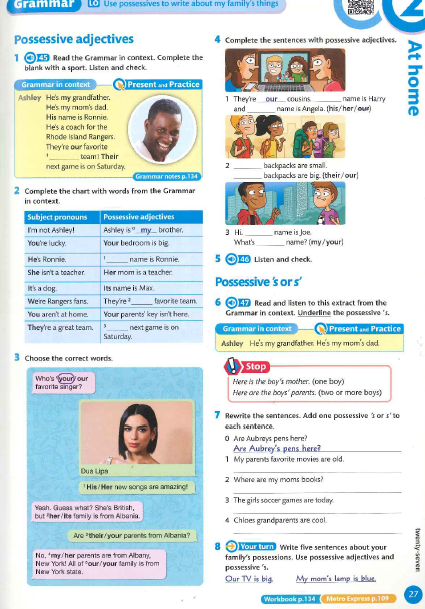 Grammar LO Use possessives to write about my family's things
2
At home
Possessive adjectives
1 45 Read the Grammar in context. Complete the
blank with a sport. Listen and check.
Grammar in context Present and Practice
Ashley He's my grandfather.
He's my mom's dad.
His name is Ronnie.
He's a coach for the
Rhode Island Rangers.
They're our favorite
1 ______ team! Their
next game is on Saturday.
Grammar notes p.134
2 Complete the chart with words from the Grammar
in context.
Subject pronouns Possessive adjectives
I'm not Ashley! Ashley is 0 my brother.
You're lucky. Your bedroom is big.
He's Ronnie. 1 ______ name is Ronnie.
She isn't a teacher. Her mom is a teacher.
It's a dog. Its name is Max.
We're Rangers fans. They're 2 ______ favorite team.
You aren't at home. Your parents' key isn't here.
They're a great team. 3 ______ next game is on
Saturday.
3 Choose the correct words.
Who's your/our
favorite singer?
Dua Lipa
1 His / Her new songs are amazing!
Yeah. Guess what? She's British,
but 2 her/its family is from Albania.
Are 3 their/your parents from Albania?
No, 4 my/her parents are from Albany,
New York! All of 5 our/your family is from
New York state.
4 Complete the sentences with possessive adjectives.
1 They're our cousins. ______ name is Harry
and ______ name is Angela. (his/her/our)
2 ______ backpacks are small.
______ backpacks are big. (their/our)
3 Hi, ______ name is Joe.
What's ______ name? (my/your)
5 46 Listen and check.
Possessive 's or s'
6 47 Read and listen to this extract from the
Grammar in context. Underline the possessive 's.
Grammar in context Present and Practice
Ashley He's my grandfather. He's my mom's dad.
Stop
Here is the boy's mother. (one boy)
Here are the boys' parents. (two or more boys)
7 Rewrite the sentences. Add one possessive 's or s' to
each sentence.
0 Are Aubreys pens here?
Are Aubrey's pens here?
1 My parents favorite movies are old.
2 Where are my moms books?
3 The girls soccer games are today.
4 Chloes grandparents are cool.
8 Your turn Write five sentences about your
family's possessions. Use possessive adjectives and
possessive 's.
Our TV is big. My mom's lamp is blue.
Workbook p.134 Metro Express p.109
twenty-seven
27